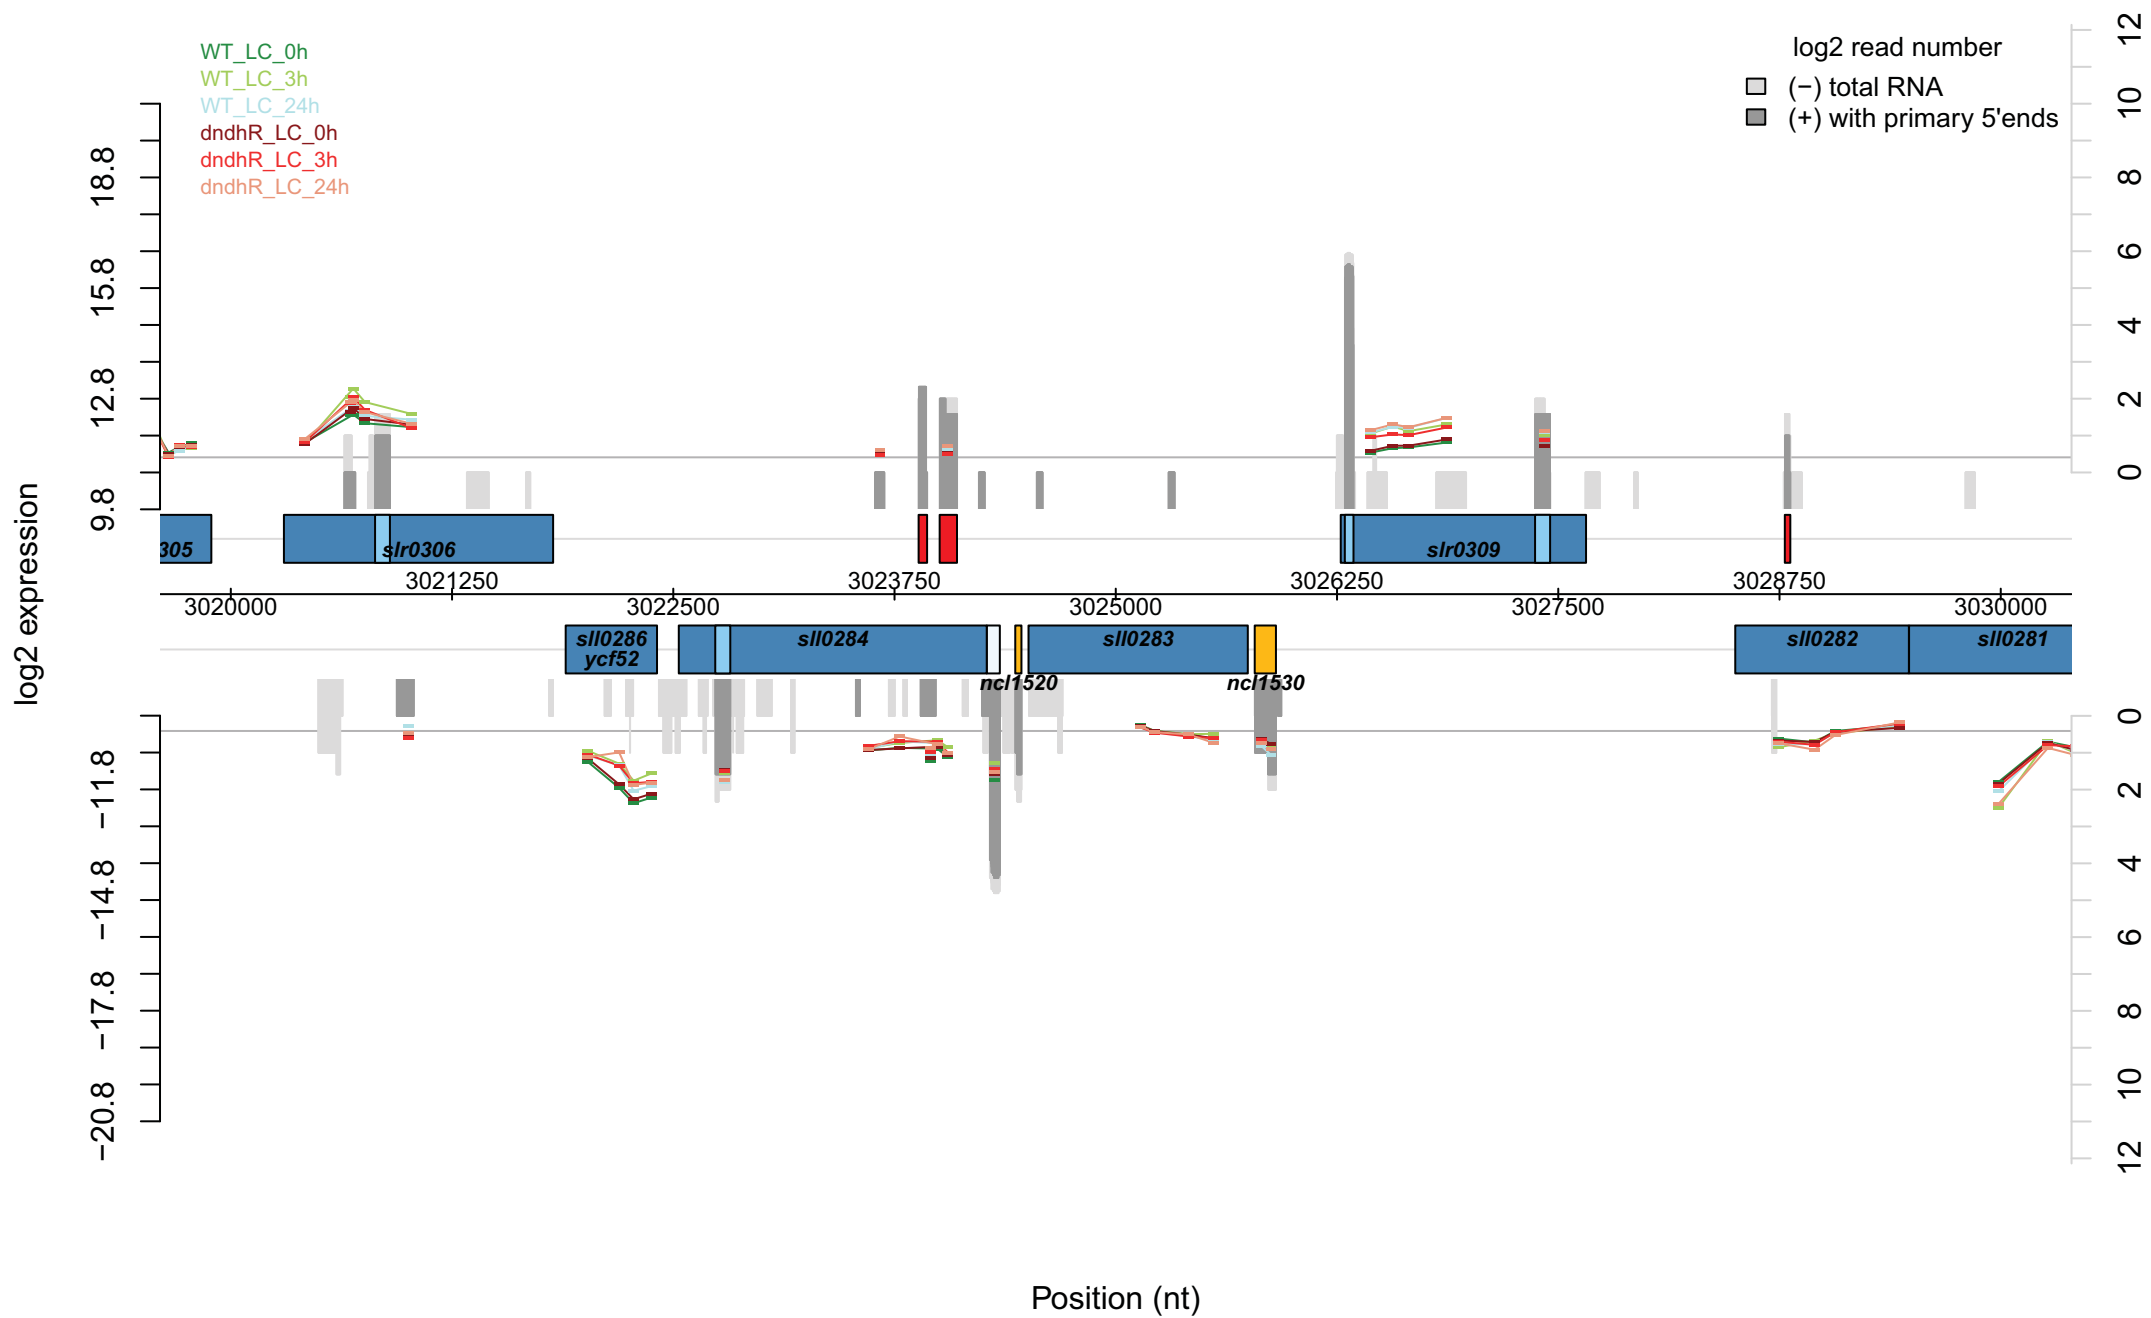 WT_LC_0h
WT_LC_3h
WT_LC_24h
dndhR_LC_0h
dndhR_LC_3h
dndhR_LC_24h
log2 read number
(−) total RNA
(+) with primary 5'ends
log2 expression
18.8
15.8
12.8
9.8
12
10
8
6
4
2
0
305
slr0306
slr0309
3021250
3023750
3026250
3028750
3020000
3022500
3025000
3027500
3030000
sll0286
ycf52
sll0284
sll0283
sll0282
sll0281
ncl1520
ncl1530
−11.8
−14.8
−17.8
−20.8
0
2
4
6
8
10
12
Position (nt)